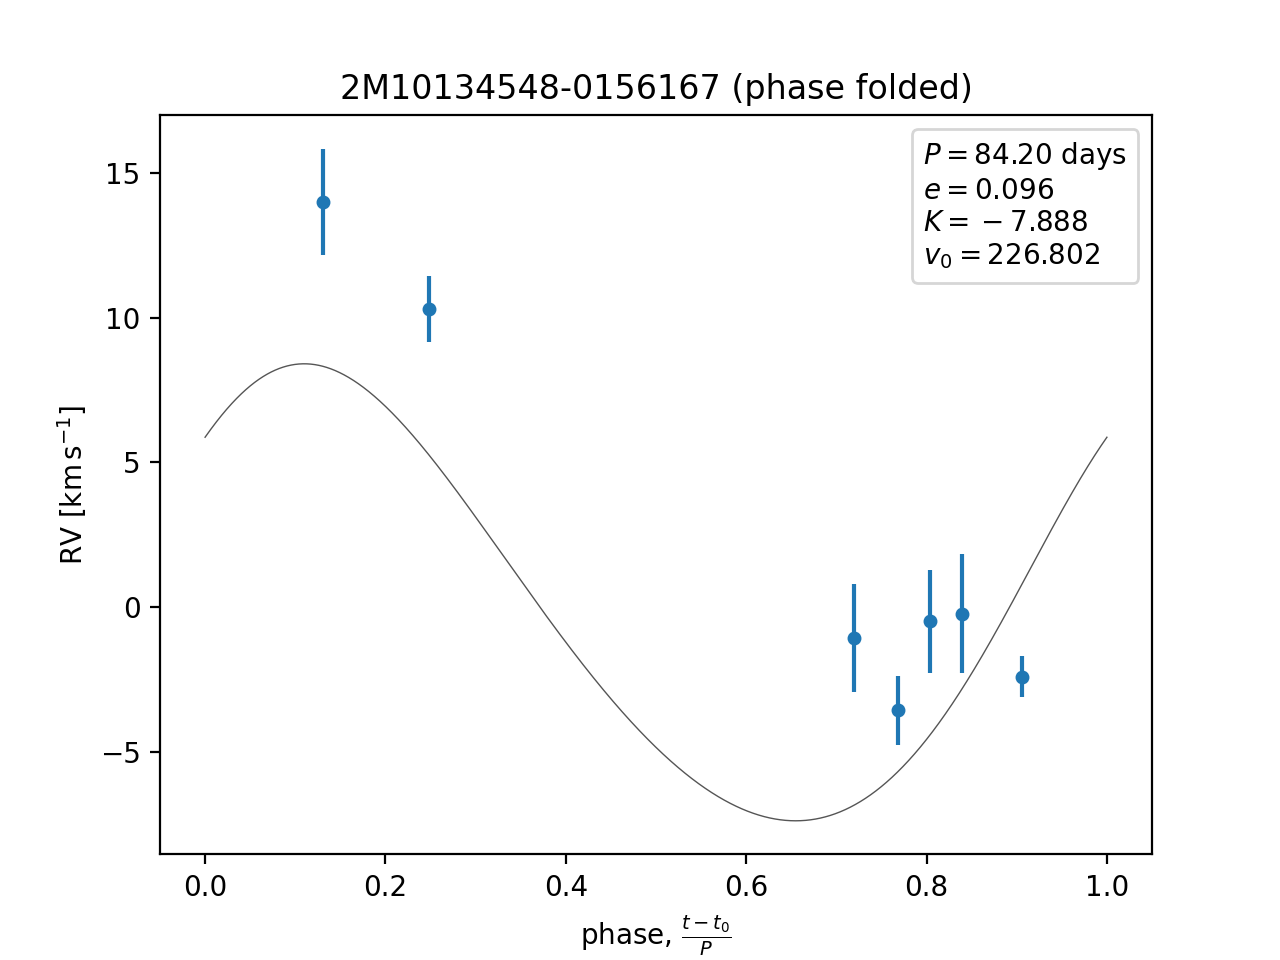 2M10134548-0156167 (phase folded)
P = 84.20 days
e = 0.096
K = −7.888
v₀ = 226.802
15
10
5
0
−5
RV [km s⁻¹]
0.0 0.2 0.4 0.6 0.8 1.0
phase, (t − t₀)/P